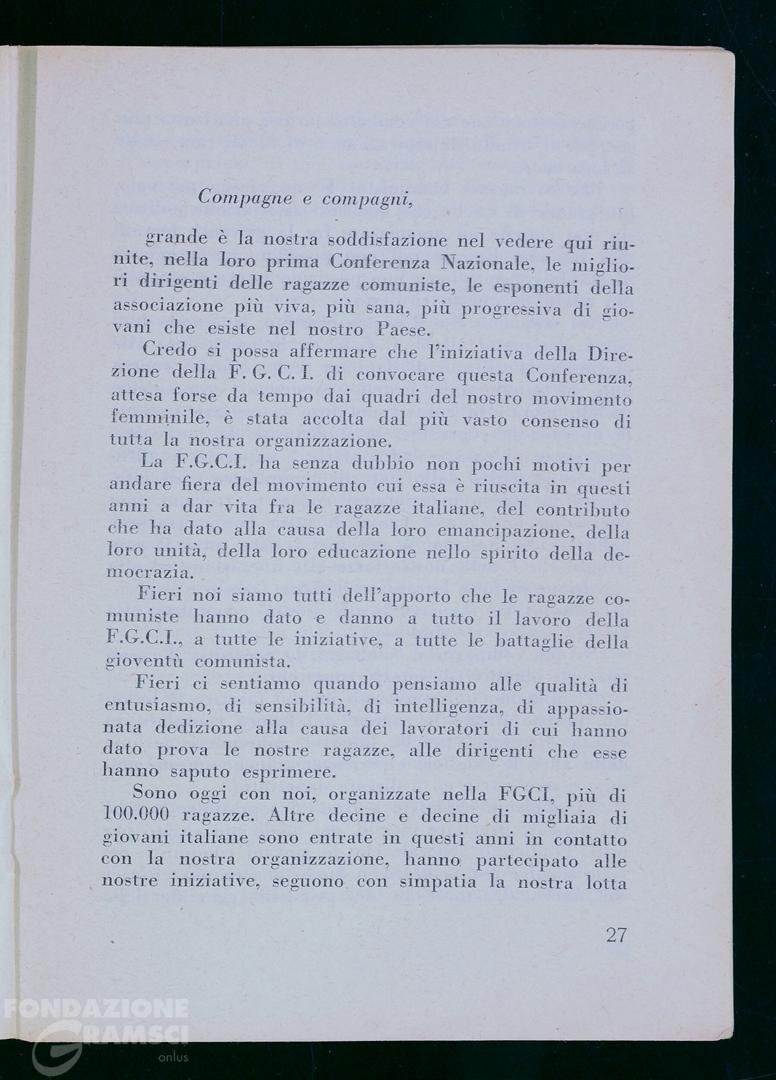 Compagne e compagni,
grande è la nostra soddisfazione nel vedere qui riu-
nite, nella loro prima Conferenza Nazionale, le miglio-
ri dirigenti delle ragazze comuniste, le esponenti della
associazione più viva, più sana, più progressiva di gio-
vani che esiste nel nostro Paese.
Credo si possa affermare che l'iniziativa della Dire-
zione della F. G. C. I. di convocare questa Conferenza,
attesa forse da tempo dai quadri del nostro movimento
femminile, è stata accolta dal più vasto consenso di
tutta la nostra organizzazione.
La F.G.C.I. ha senza dubbio non pochi motivi per
andare fiera del movimento cui essa è riuscita in questi
anni a dar vita fra le ragazze italiane, del contributo
che ha dato alla causa della loro emancipazione, della
loro unità, della loro educazione nello spirito della de-
mocrazia.
Fieri noi siamo tutti dell'apporto che le ragazze co-
muniste hanno dato e danno a tutto il lavoro della
F.G.C.I., a tutte le iniziative, a tutte le battaglie della
gioventù comunista.
Fieri ci sentiamo quando pensiamo alle qualità di
entusiasmo, di sensibilità, di intelligenza, di appassio-
nata dedizione alla causa dei lavoratori di cui hanno
dato prova le nostre ragazze, alle dirigenti che esse
hanno saputo esprimere.
Sono oggi con noi, organizzate nella FGCI, più di
100.000 ragazze. Altre decine e decine di migliaia di
giovani italiane sono entrate in questi anni in contatto
con la nostra organizzazione, hanno partecipato alle
nostre iniziative, seguono con simpatia la nostra lotta
27
FONDAZIONE
GRAMSCI
onlus